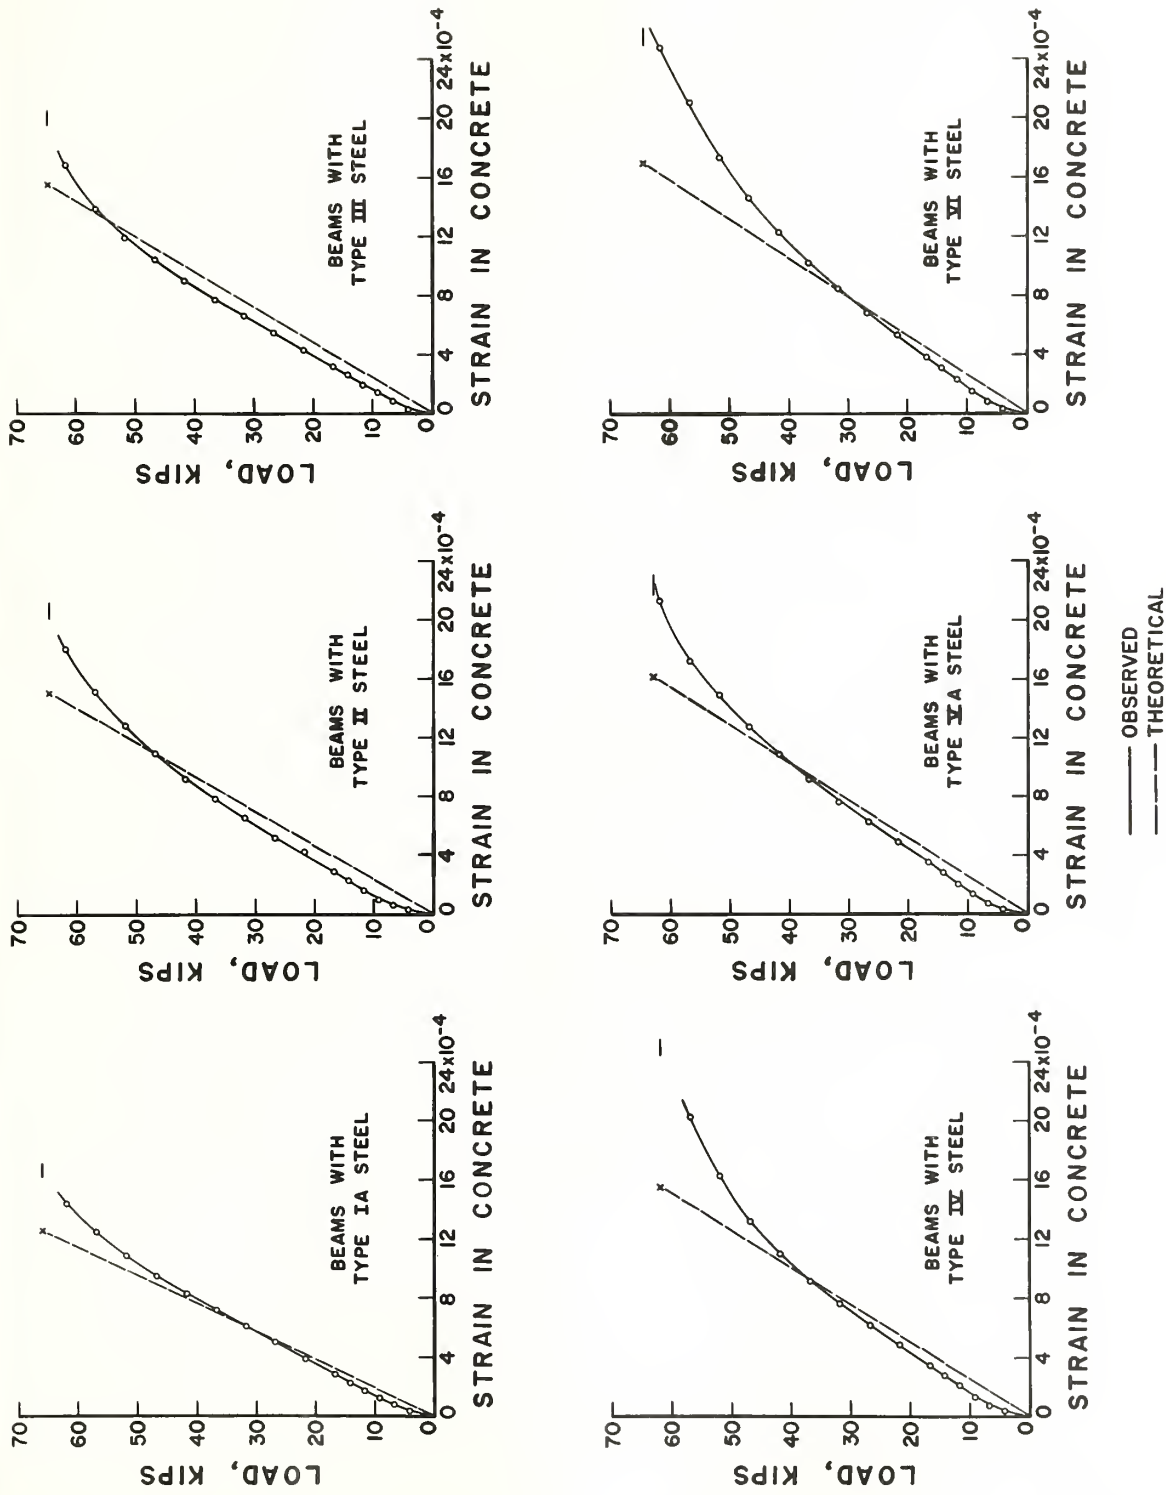 70
60
50
40
30
20
10
0
LOAD, KIPS
4
8
12
16
20
24x10-4
STRAIN IN CONCRETE
BEAMS WITH
TYPE IA STEEL
70
60
50
40
30
20
10
0
LOAD, KIPS
4
8
12
16
20
24x10-4
STRAIN IN CONCRETE
BEAMS WITH
TYPE II STEEL
70
60
50
40
30
20
10
0
LOAD, KIPS
4
8
12
16
20
24x10-4
STRAIN IN CONCRETE
BEAMS WITH
TYPE III STEEL
70
60
50
40
30
20
10
0
LOAD, KIPS
4
8
12
16
20
24x10-4
STRAIN IN CONCRETE
BEAMS WITH
TYPE IV STEEL
70
60
50
40
30
20
10
0
LOAD, KIPS
4
8
12
16
20
24x10-4
STRAIN IN CONCRETE
BEAMS WITH
TYPE VA STEEL
70
60
50
40
30
20
10
0
LOAD, KIPS
4
8
12
16
20
24x10-4
STRAIN IN CONCRETE
BEAMS WITH
TYPE VI STEEL
OBSERVED
THEORETICAL